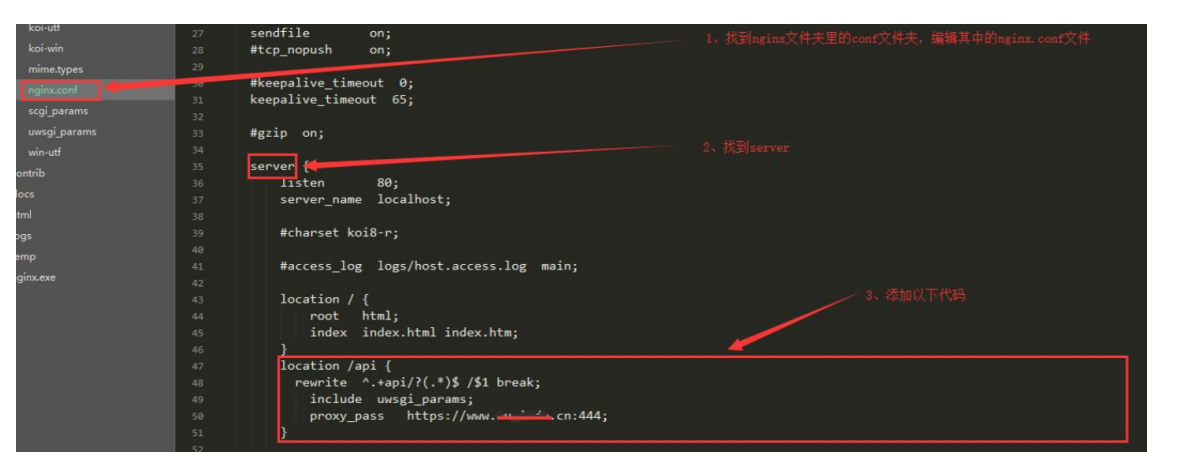 koi-utf
koi-win
mime.types
nginx.conf
scgi_params
uwsgi_params
win-utf
ontrib
ocs
tml
ogs
emp
ginx.exe
1、找到nginx文件夹里的conf文件夹，编辑其中的nginx.conf文件
2、找到server
3、添加以下代码
27 sendfile on;
28 #tcp_nopush on;
29
30 #keepalive_timeout 0;
31 keepalive_timeout 65;
32
33 #gzip on;
34
35 server {
36 listen 80;
37 server_name localhost;
38
39 #charset koi8-r;
40
41 #access_log logs/host.access.log main;
42
43 location / {
44 root html;
45 index index.html index.htm;
46 }
47 location /api {
48 rewrite ^.+api/?(.*)$ /$1 break;
49 include uwsgi_params;
50 proxy_pass https://www. .cn:444;
51 }
52